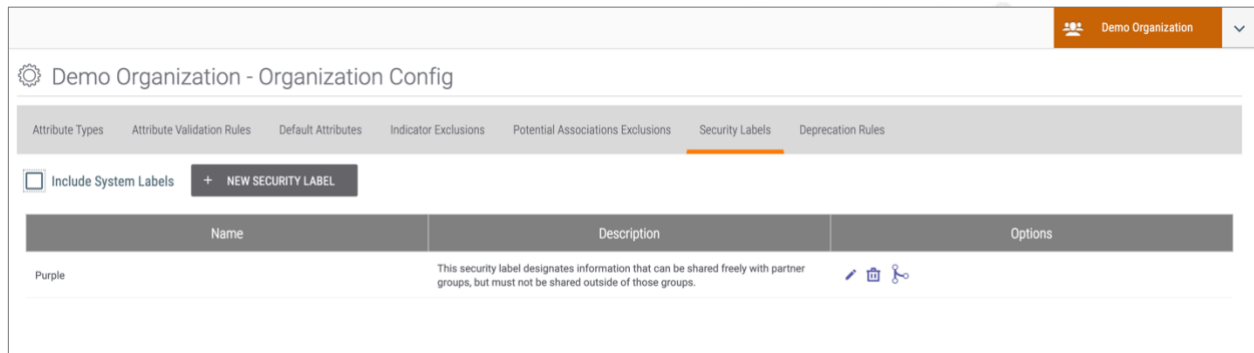 Demo Organization
Demo Organization - Organization Config
Attribute Types Attribute Validation Rules Default Attributes Indicator Exclusions Potential Associations Exclusions Security Labels Deprecation Rules
Include System Labels + NEW SECURITY LABEL
Name Description Options
Purple
This security label designates information that can be shared freely with partner
groups, but must not be shared outside of those groups.